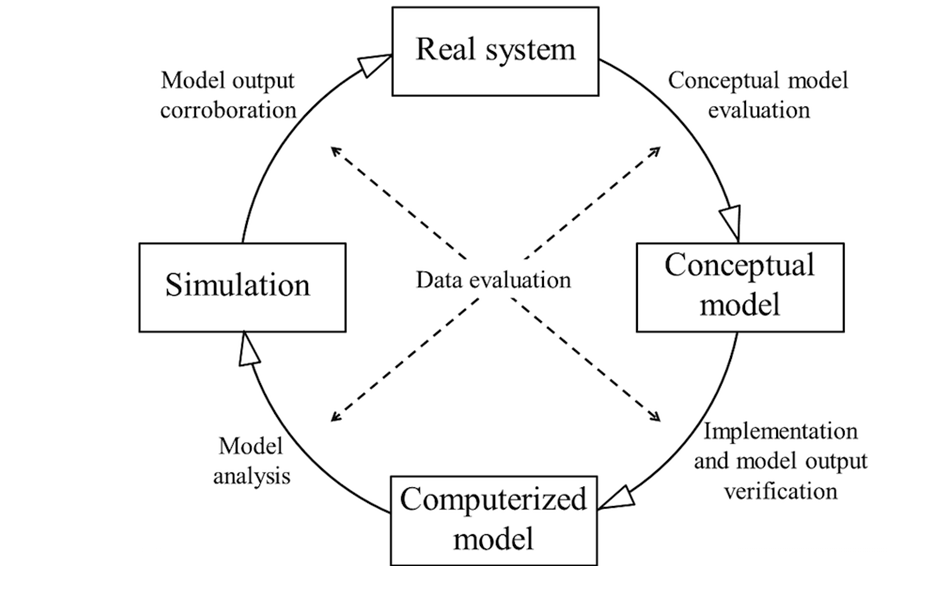 Real system
Model output
corroboration
Conceptual model
evaluation
Simulation
Data evaluation
Conceptual
model
Model
analysis
Implementation
and model output
verification
Computerized
model